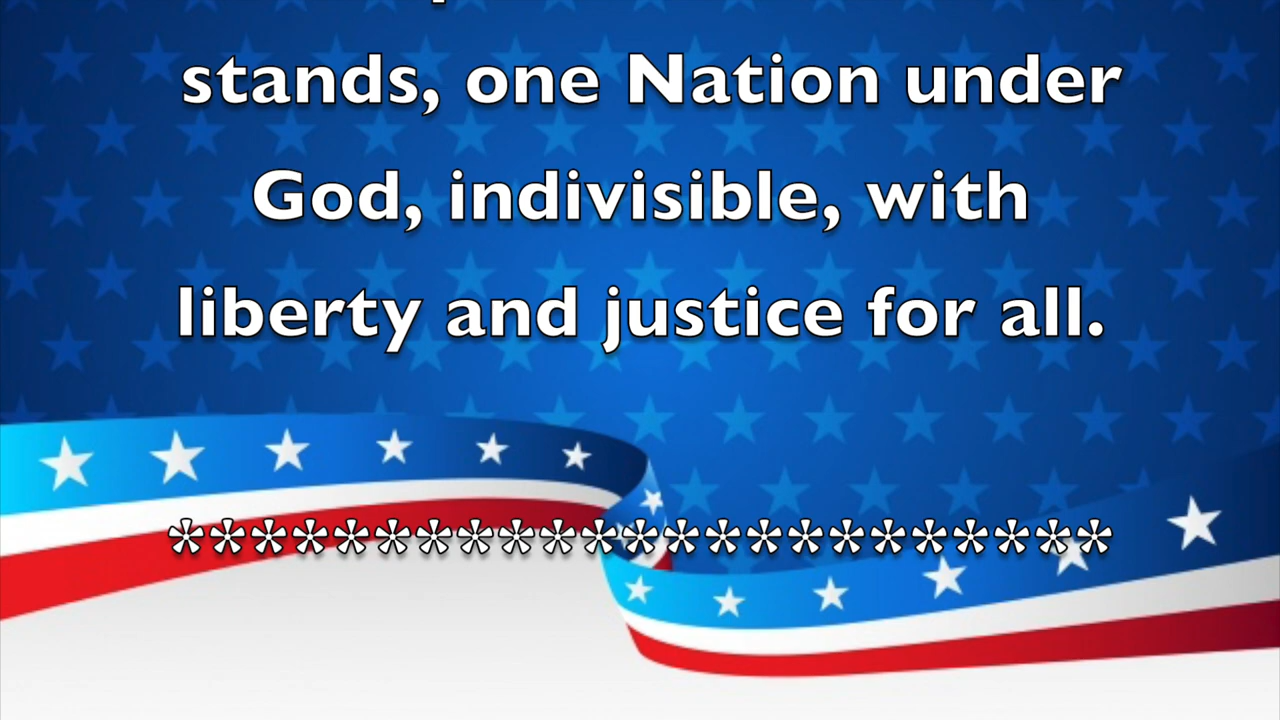 stands, one Nation under
God, indivisible, with
liberty and justice for all.
***********************